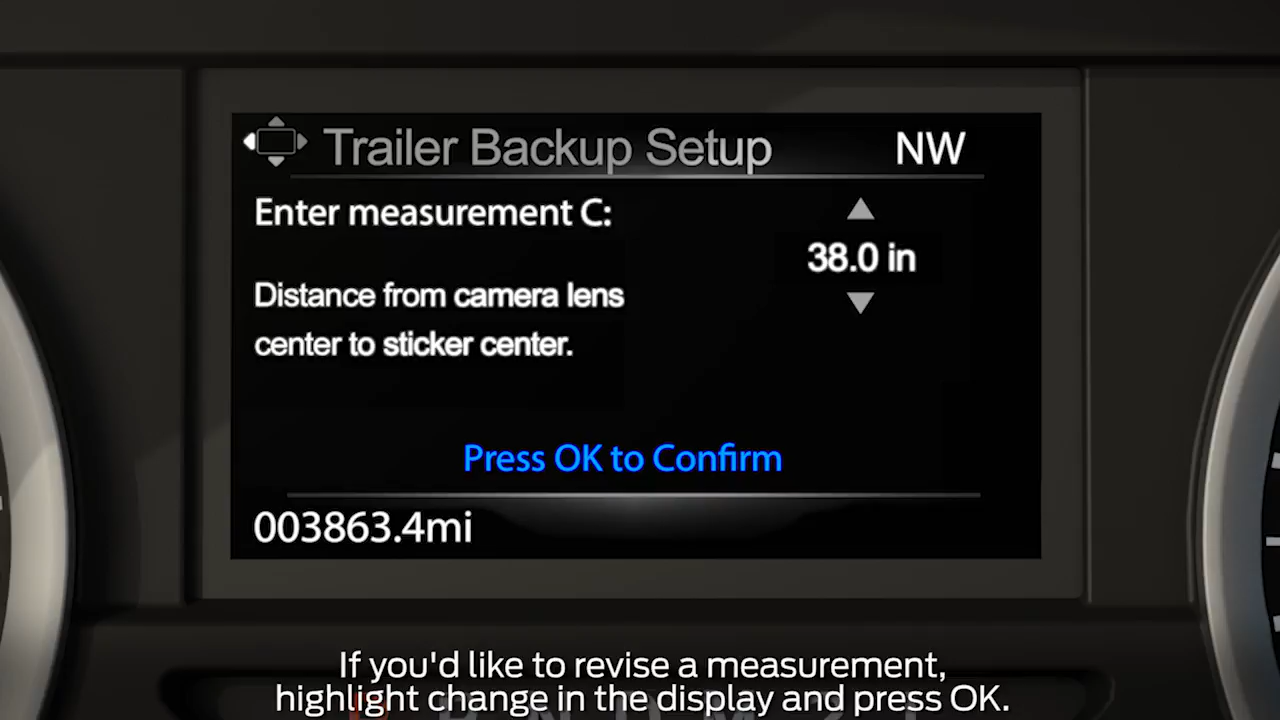 Trailer Backup Setup NW
Enter measurement C:
38.0 in
Distance from camera lens
center to sticker center.
Press OK to Confirm
003863.4mi
If you'd like to revise a measurement,
highlight change in the display and press OK.